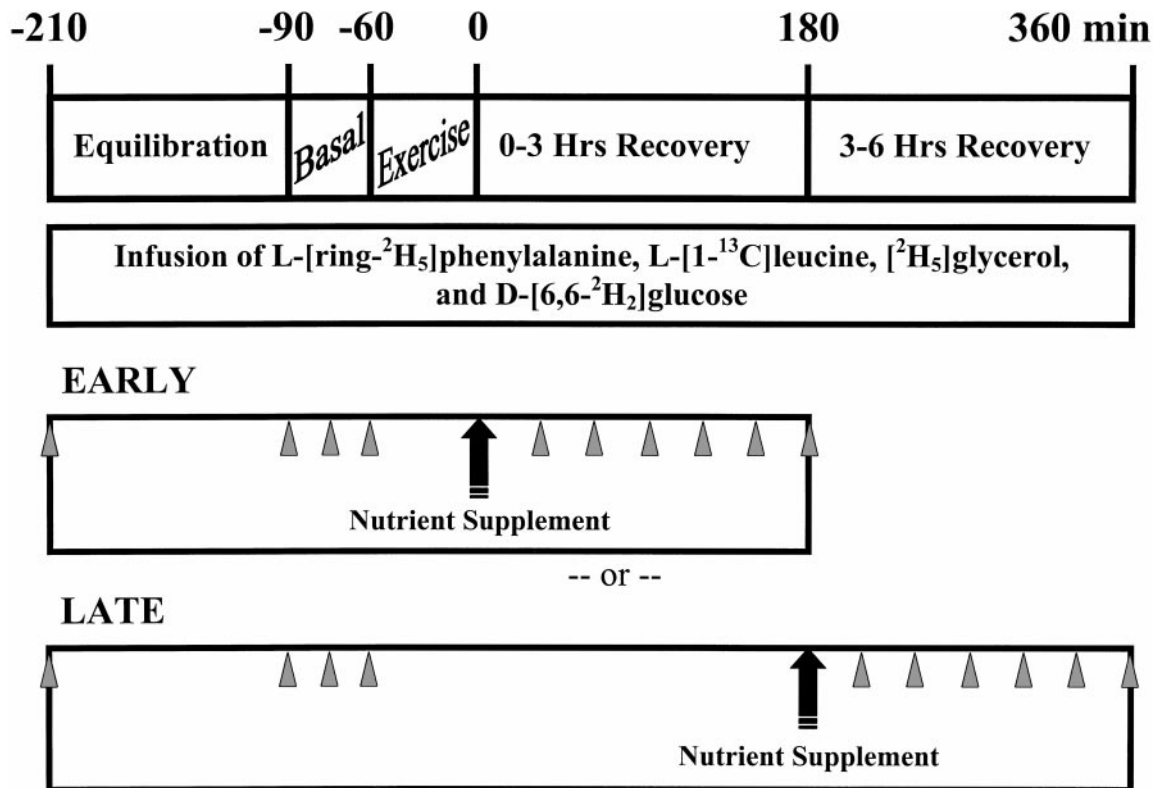 -210 -90 -60 0 180 360 min
Equilibration Basal Exercise 0-3 Hrs Recovery 3-6 Hrs Recovery
Infusion of L-[ring-²H₅]phenylalanine, L-[1-¹³C]leucine, [²H₅]glycerol,
and D-[6,6-²H₂]glucose
EARLY
Nutrient Supplement
-- or --
LATE
Nutrient Supplement